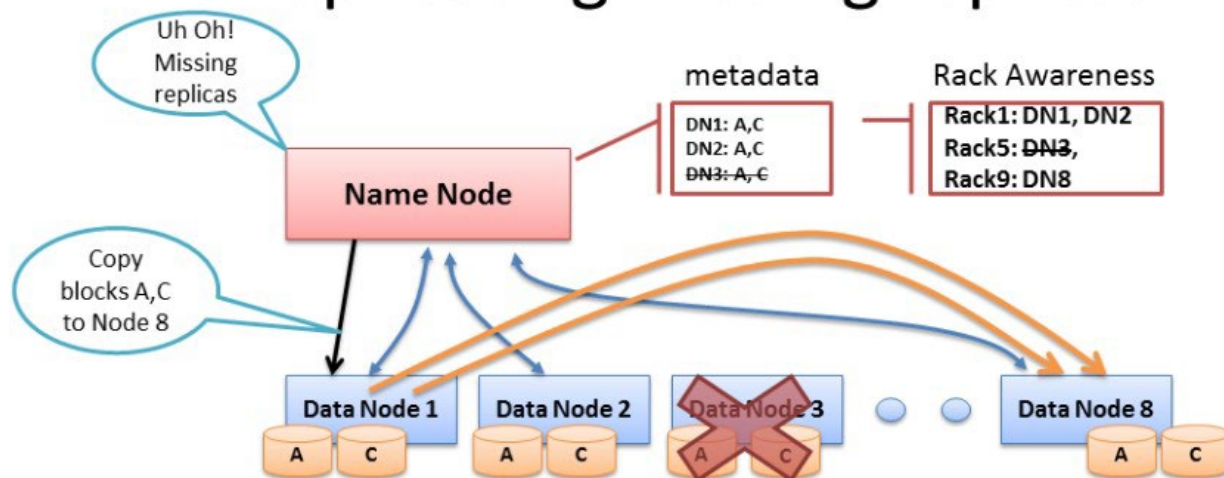 Uh Oh!
Missing
replicas
metadata
DN1: A,C
DN2: A,C
DN3: A, C
Rack Awareness
Rack1: DN1, DN2
Rack5: DN3,
Rack9: DN8
Name Node
Copy
blocks A,C
to Node 8
Data Node 1
Data Node 2
Data Node 3
Data Node 8
A
C
A
C
A
C
A
C